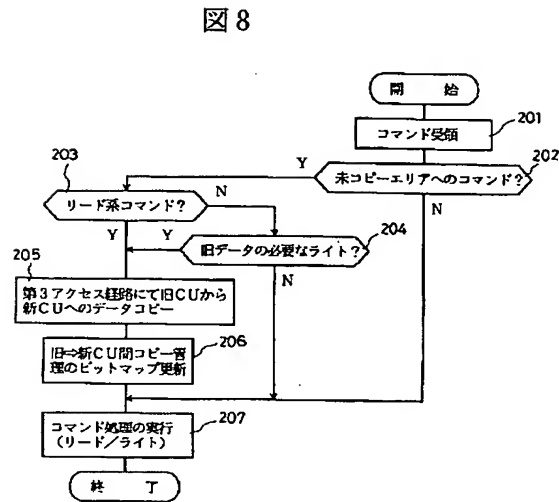 図8
開 始
201
コマンド受領
202
未コピーエリアへのコマンド?
Y
N
203
リード系コマンド?
N
Y
204
旧データの必要なライト?
Y
N
205
第3アクセス経路にて旧CUから
新CUへのデータコピー
206
旧⇒新CU間コピー管
理のビットマップ更新
207
コマンド処理の実行
(リード/ライト)
終 了